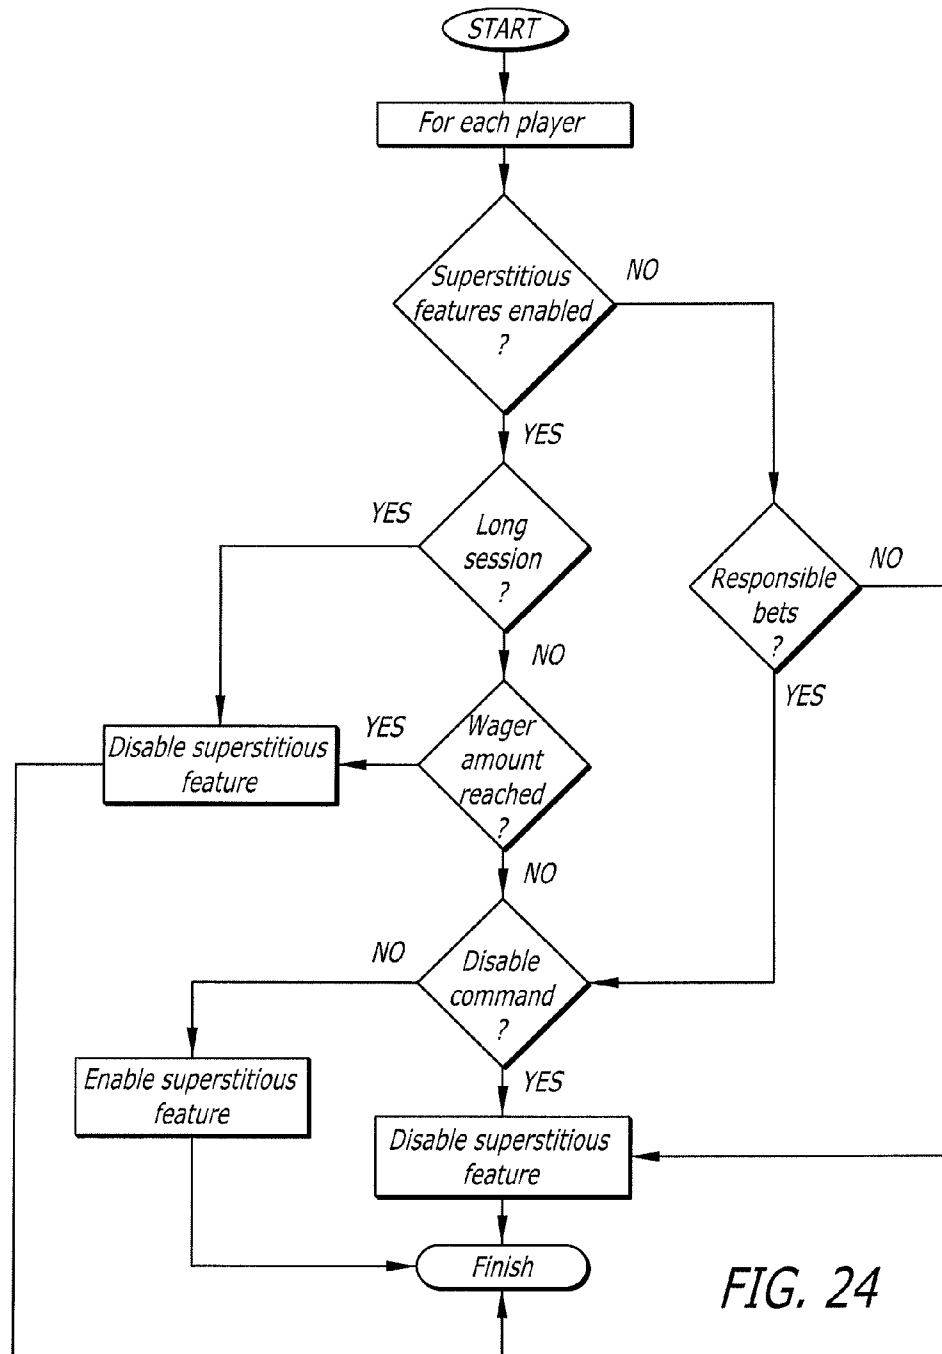 START
For each player
Superstitious
features enabled
?
NO
YES
YES
Long
session
?
NO
Responsible
bets
?
NO
YES
Disable superstitious
feature
YES
Wager
amount
reached
?
NO
NO
Disable
command
?
YES
Enable superstitious
feature
Disable superstitious
feature
Finish
FIG. 24